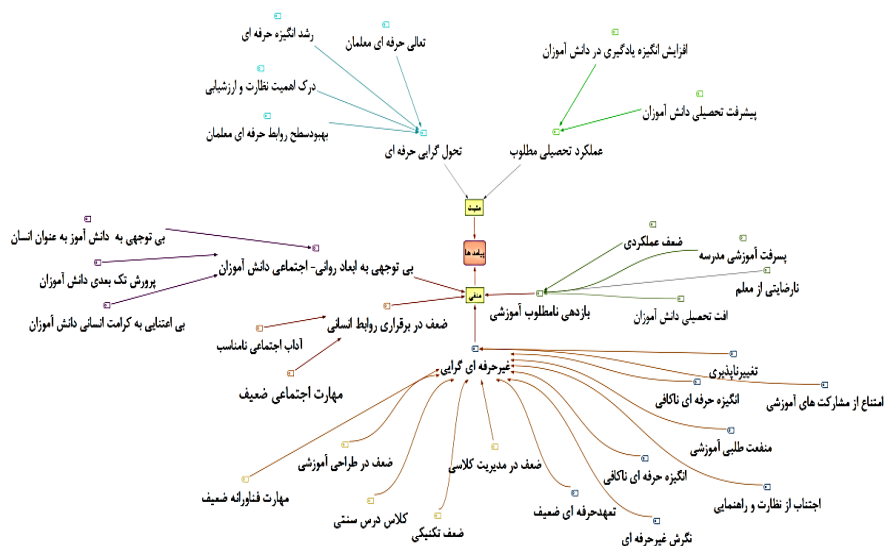 رشد انگیزه حرفه ای
تعالی حرفه ای معلمان
افزایش انگیزه یادگیری در دانش آموزان
درک اهمیت نظارت و ارزشیابی
پیشرفت تحصیلی دانش آموزان
بهبودسطح روابط حرفه ای معلمان
تحول گرایی حرفه ای
عملکرد تحصیلی مطلوب
مثبت
پیامد ها
منفی
بی توجهی به دانش آموز به عنوان انسان
پرورش تک بعدی دانش آموزان
بی اعتنایی به کرامت انسانی دانش آموزان
بی توجهی به ابعاد روانی- اجتماعی دانش آموزان
ضعف عملکردی
پسرفت آموزشی مدرسه
نارضایتی از معلم
افت تحصیلی دانش آموزان
بازدهی نامطلوب آموزشی
ضعف در برقراری روابط انسانی
آداب اجتماعی نامناسب
مهارت اجتماعی ضعیف
غیرحرفه ای گرایی
تغییرناپذیری
امتناع از مشارکت های آموزشی
انگیزه حرفه ای ناکافی
منفعت طلبی آموزشی
ضعف در طراحی آموزشی
ضعف در مدیریت کلاسی
انگیزه حرفه ای ناکافی
اجتناب از نظارت و راهنمایی
مهارت فناورانه ضعیف
کلاس درس سنتی
ضعف تکنیکی
تعهدحرفه ای ضعیف
نگرش غیرحرفه ای